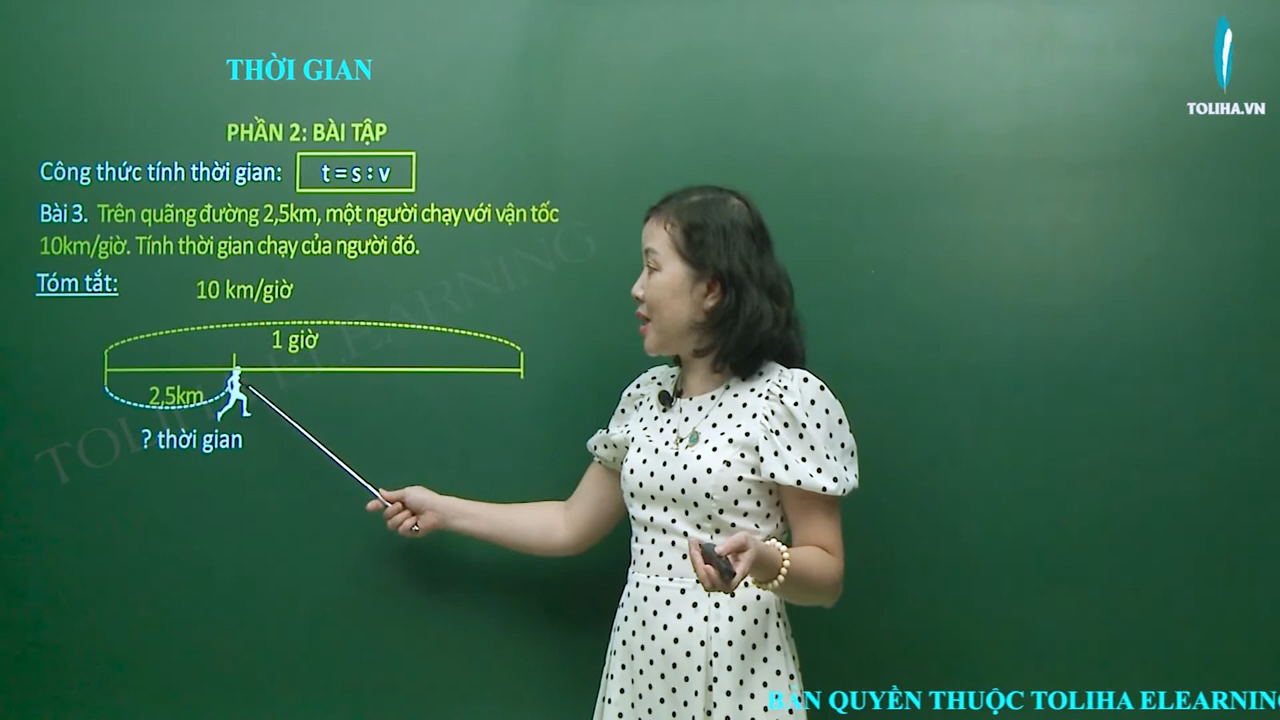 THỜI GIAN
TOLIHA.VN
PHẦN 2: BÀI TẬP
Công thức tính thời gian: t = s : v
Bài 3. Trên quãng đường 2,5km, một người chạy với vận tốc
10km/giờ. Tính thời gian chạy của người đó.
Tóm tắt:
10 km/giờ
1 giờ
2,5km
? thời gian
TOLIHA ELEARNING
BẢN QUYỀN THUỘC TOLIHA ELEARNING